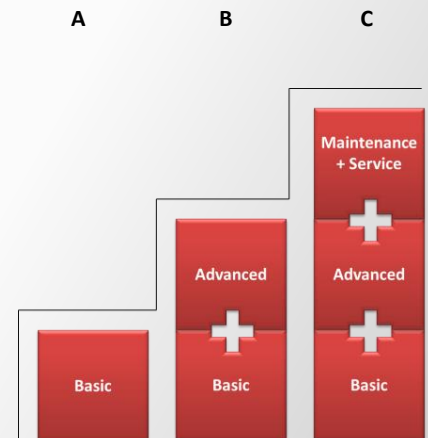 A B C
Maintenance
+ Service
Advanced Advanced
Basic Basic Basic